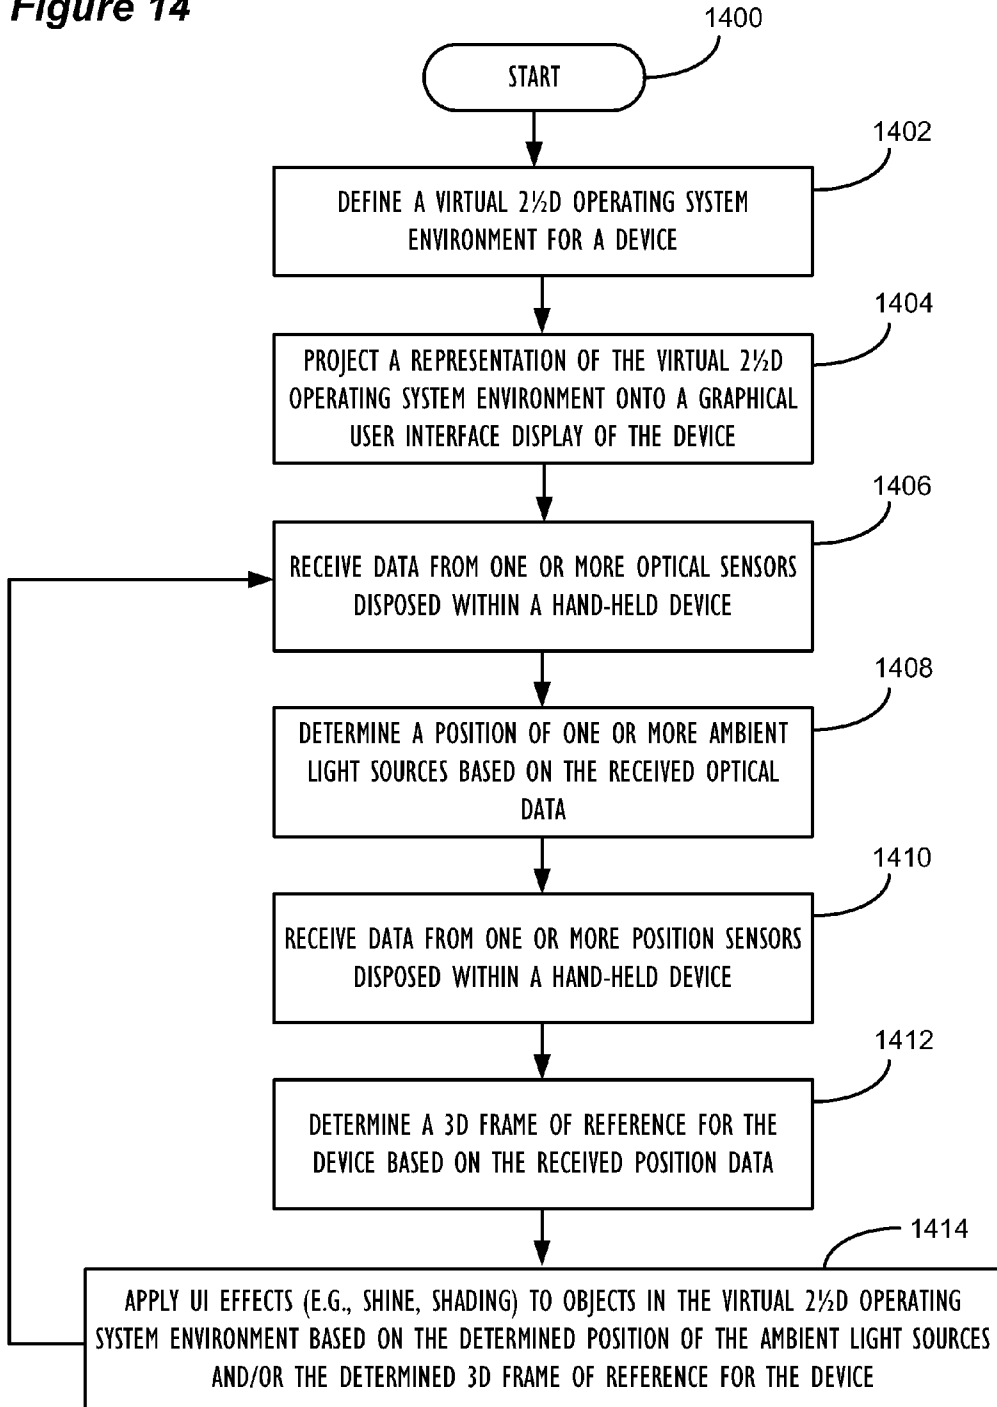 Figure 14
1400
START
1402
DEFINE A VIRTUAL 2½D OPERATING SYSTEM
ENVIRONMENT FOR A DEVICE
1404
PROJECT A REPRESENTATION OF THE VIRTUAL 2½D
OPERATING SYSTEM ENVIRONMENT ONTO A GRAPHICAL
USER INTERFACE DISPLAY OF THE DEVICE
1406
RECEIVE DATA FROM ONE OR MORE OPTICAL SENSORS
DISPOSED WITHIN A HAND-HELD DEVICE
1408
DETERMINE A POSITION OF ONE OR MORE AMBIENT
LIGHT SOURCES BASED ON THE RECEIVED OPTICAL
DATA
1410
RECEIVE DATA FROM ONE OR MORE POSITION SENSORS
DISPOSED WITHIN A HAND-HELD DEVICE
1412
DETERMINE A 3D FRAME OF REFERENCE FOR THE
DEVICE BASED ON THE RECEIVED POSITION DATA
1414
APPLY UI EFFECTS (E.G., SHINE, SHADING) TO OBJECTS IN THE VIRTUAL 2½D OPERATING
SYSTEM ENVIRONMENT BASED ON THE DETERMINED POSITION OF THE AMBIENT LIGHT SOURCES
AND/OR THE DETERMINED 3D FRAME OF REFERENCE FOR THE DEVICE